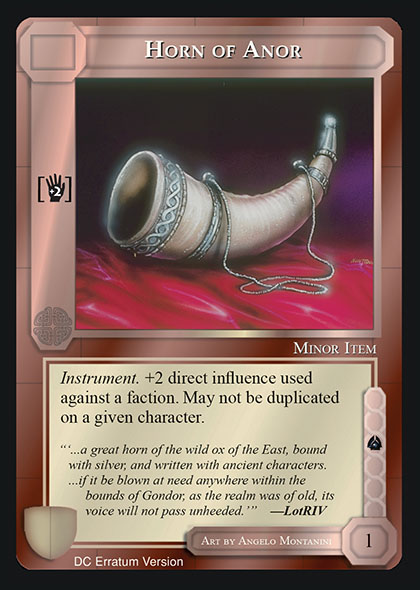 Horn of Anor
[+2]
Minor Item
Instrument. +2 direct influence used
against a faction. May not be duplicated
on a given character.
“‘...a great horn of the wild ox of the East, bound
with silver, and written with ancient characters.
...if it be blown at need anywhere within the
bounds of Gondor, as the realm was of old, its
voice will not pass unheeded.’” —LotRIV
Art by Angelo Montanini
1
DC Erratum Version